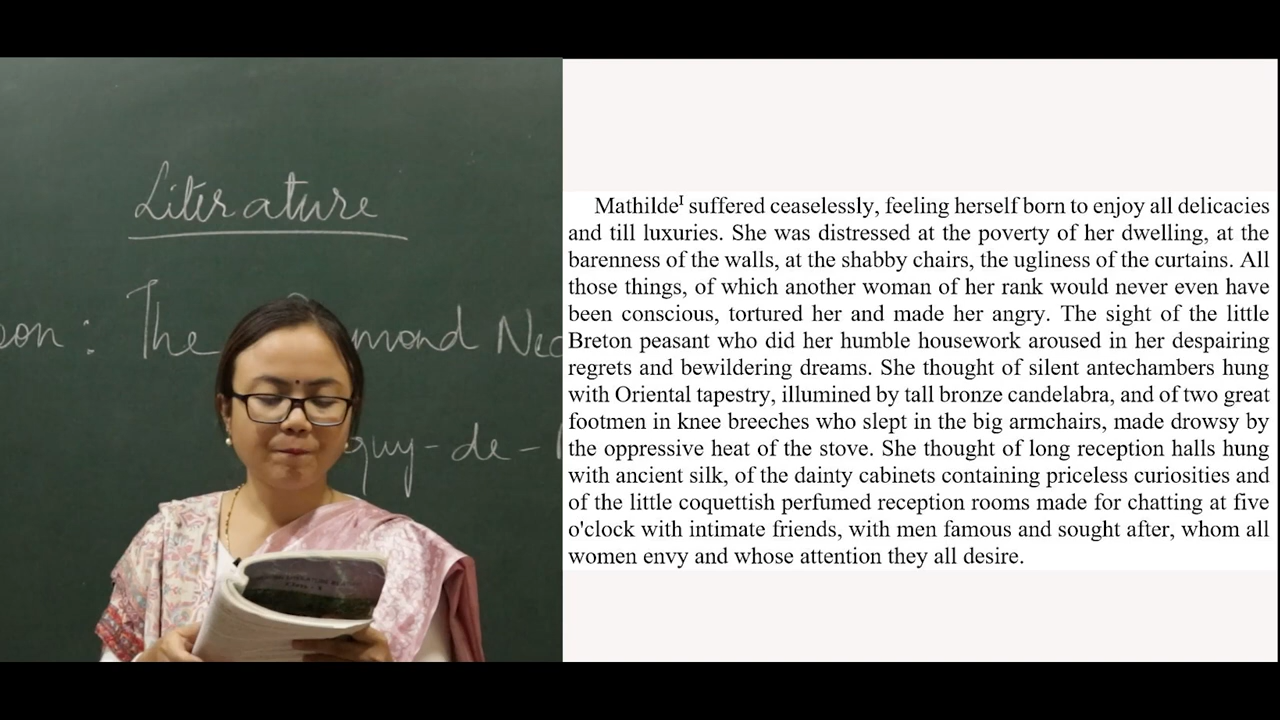 Literature
son : The mond Nec
guy-de-
Mathilde¹ suffered ceaselessly, feeling herself born to enjoy all delicacies
and till luxuries. She was distressed at the poverty of her dwelling, at the
barenness of the walls, at the shabby chairs, the ugliness of the curtains. All
those things, of which another woman of her rank would never even have
been conscious, tortured her and made her angry. The sight of the little
Breton peasant who did her humble housework aroused in her despairing
regrets and bewildering dreams. She thought of silent antechambers hung
with Oriental tapestry, illumined by tall bronze candelabra, and of two great
footmen in knee breeches who slept in the big armchairs, made drowsy by
the oppressive heat of the stove. She thought of long reception halls hung
with ancient silk, of the dainty cabinets containing priceless curiosities and
of the little coquettish perfumed reception rooms made for chatting at five
o'clock with intimate friends, with men famous and sought after, whom all
women envy and whose attention they all desire.